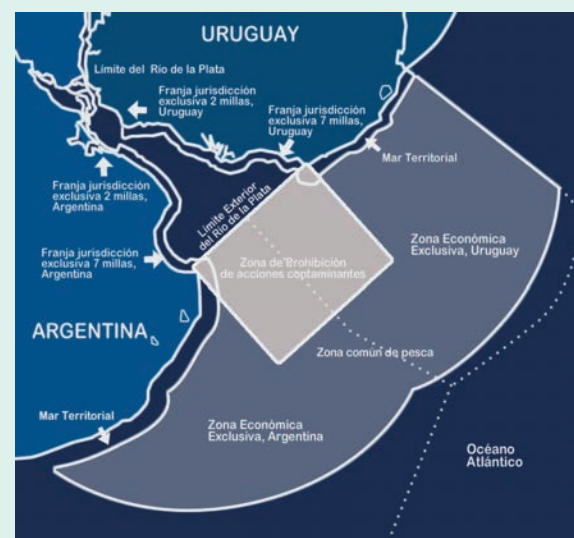 URUGUAY
Límite del Río de la Plata
Franja jurisdicción
exclusiva 2 millas,
Uruguay
Franja jurisdicción
exclusiva 7 millas,
Uruguay
Mar Territorial
Franja jurisdicción
exclusiva 2 millas,
Argentina
Límite Exterior
del Río de la Plata
Franja jurisdicción
exclusiva 7 millas,
Argentina
Zona de Prohibición
de acciones contaminantes
Zona Económica
Exclusiva, Uruguay
ARGENTINA
Zona común de pesca
Mar Territorial
Zona Económica
Exclusiva, Argentina
Océano
Atlántico